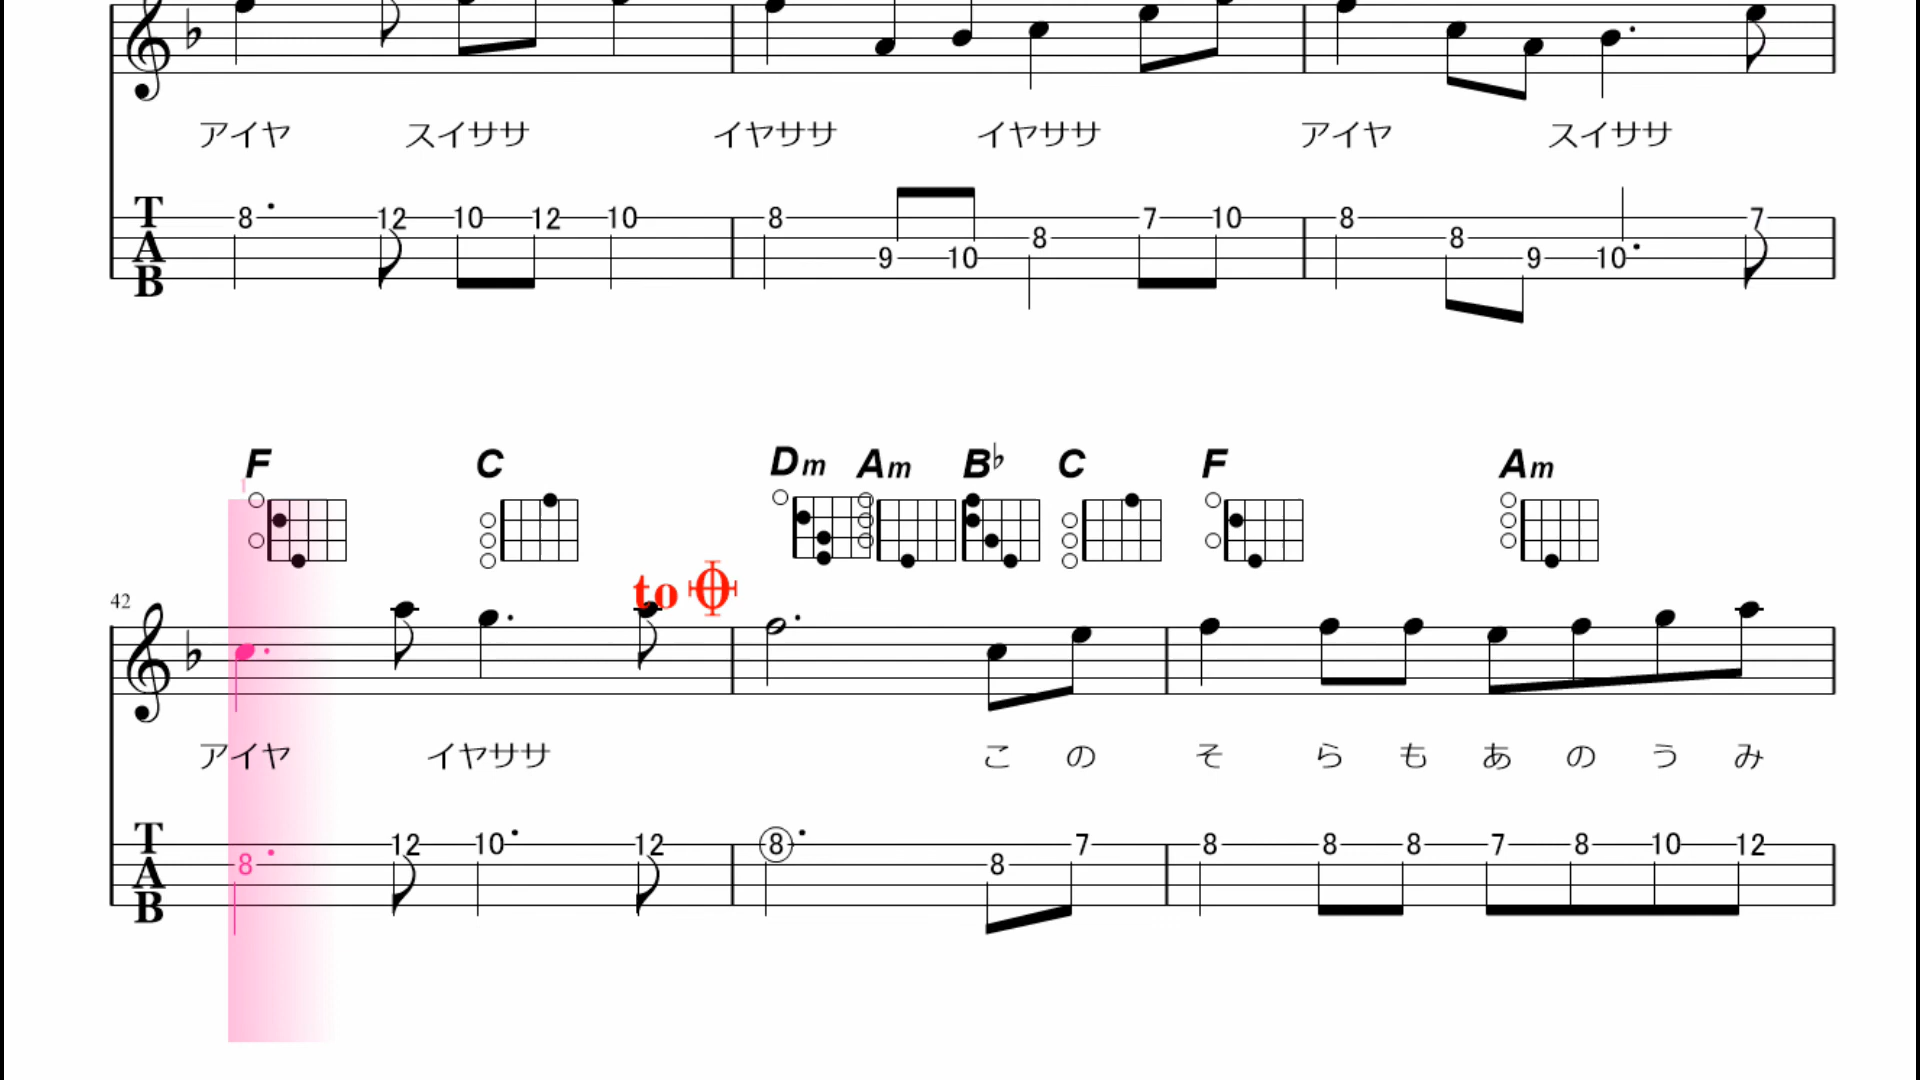 アイヤ スイササ イヤササ イヤササ アイヤ スイササ
8 12 10 12 10 8 9 10 8 7 10 8 8 9 10 7
TAB
F C Dm Am B♭ C F Am
1
to
42
アイヤ イヤササ こ の そ ら も あ の う み
8 12 10 12 8 8 7 8 8 8 7 8 10 12
TAB